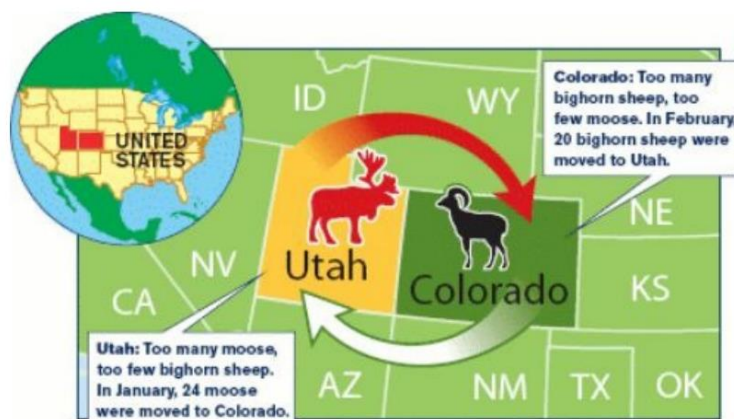 UNITED
STATES
ID
WY
Colorado: Too many
bighorn sheep, too
few moose. In February,
20 bighorn sheep were
moved to Utah.
NE
NV
Utah
Colorado
KS
CA
Utah: Too many moose,
too few bighorn sheep.
In January, 24 moose
were moved to Colorado.
AZ
NM
TX
OK